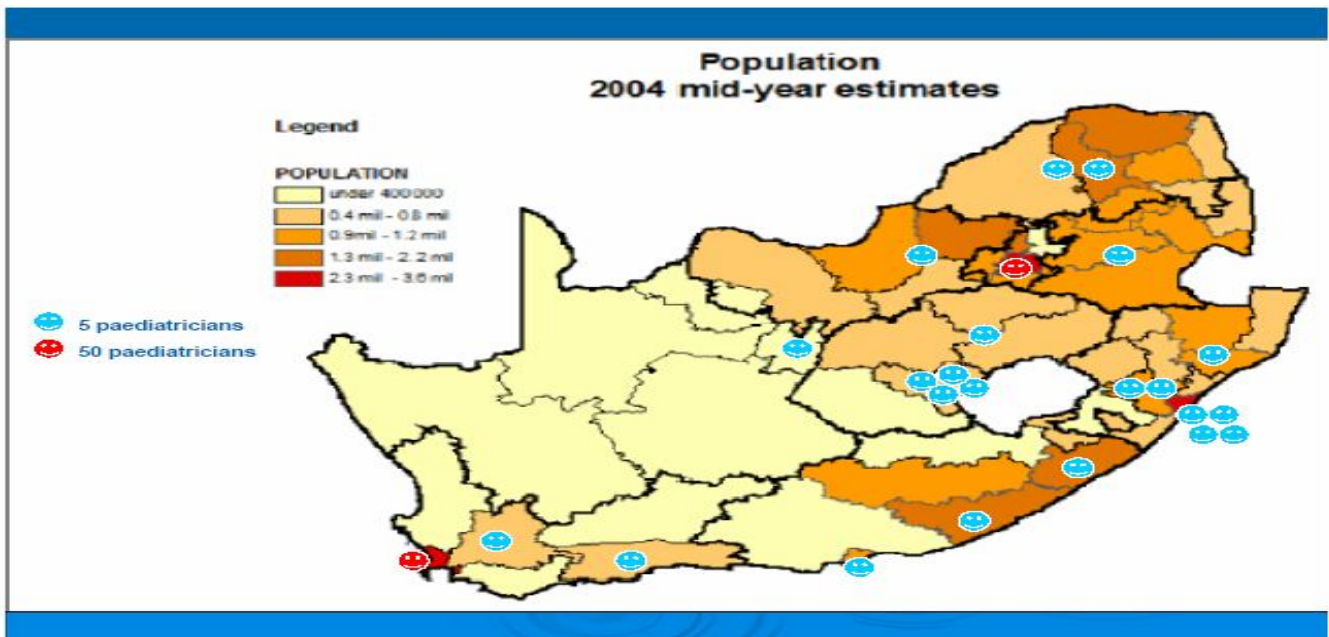 Population
2004 mid-year estimates
Legend
POPULATION
under 400000
0.4 mil - 0.8 mil
0.9mil - 1.2 mil
1.3 mil - 2.2 mil
2.3 mil - 3.6 mil
5 paediatricians
50 paediatricians